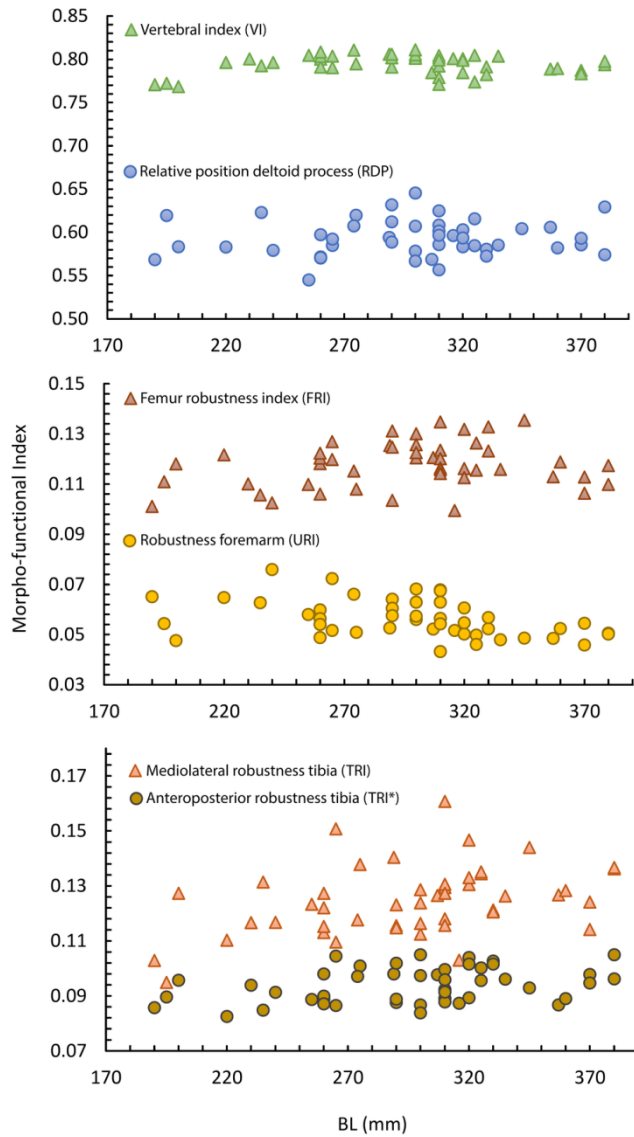 Vertebral index (VI)
0.80
0.75
0.70
Relative position deltoid process (RDP)
0.65
0.60
0.55
0.50
170 220 270 320 370
0.15
Femur robustness index (FRI)
0.13
0.11
0.09
Robustness foremarm (URI)
0.07
0.05
0.03
170 220 270 320 370
Morpho-functional Index
0.17
Mediolateral robustness tibia (TRI)
Anteroposterior robustness tibia (TRI*)
0.15
0.13
0.11
0.09
0.07
170 220 270 320 370
BL (mm)